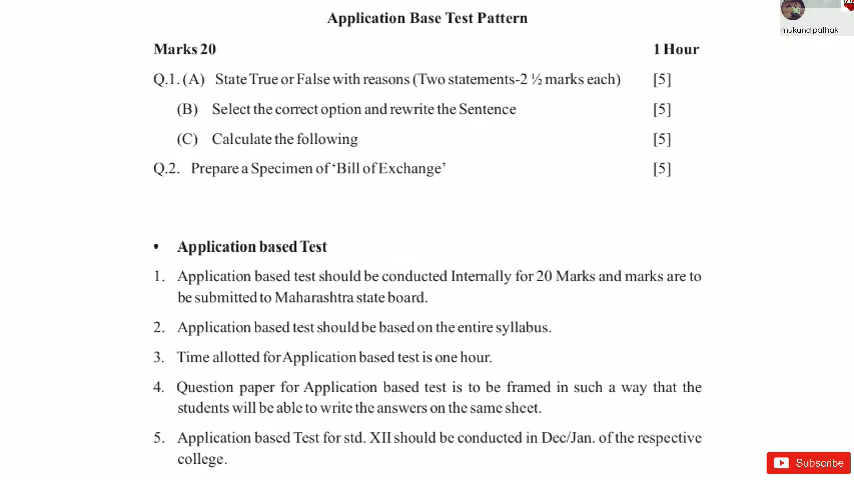 Application Base Test Pattern
mukund pathak
Marks 20 1 Hour
Q.1. (A) State True or False with reasons (Two statements-2 ½ marks each) [5]
(B) Select the correct option and rewrite the Sentence [5]
(C) Calculate the following [5]
Q.2. Prepare a Specimen of ‘Bill of Exchange’ [5]
• Application based Test
1. Application based test should be conducted Internally for 20 Marks and marks are to
be submitted to Maharashtra state board.
2. Application based test should be based on the entire syllabus.
3. Time allotted for Application based test is one hour.
4. Question paper for Application based test is to be framed in such a way that the
students will be able to write the answers on the same sheet.
5. Application based Test for std. XII should be conducted in Dec/Jan. of the respective
college.
Subscribe